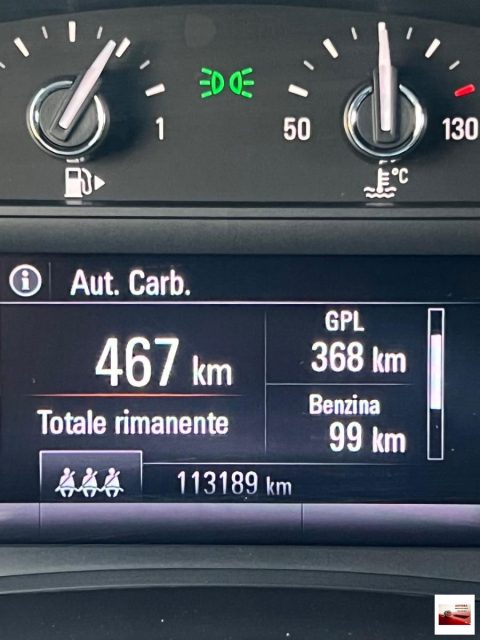 1
50
130
°C
Aut. Carb.
467 km
Totale rimanente
GPL
368 km
Benzina
99 km
113189 km